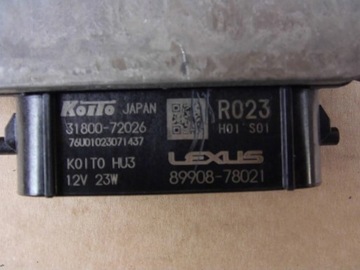 KOITO JAPAN
31800-72026
76U01023071437
KOITO HU3
12V 23W
R023
H01 S01
LEXUS
89908-78021